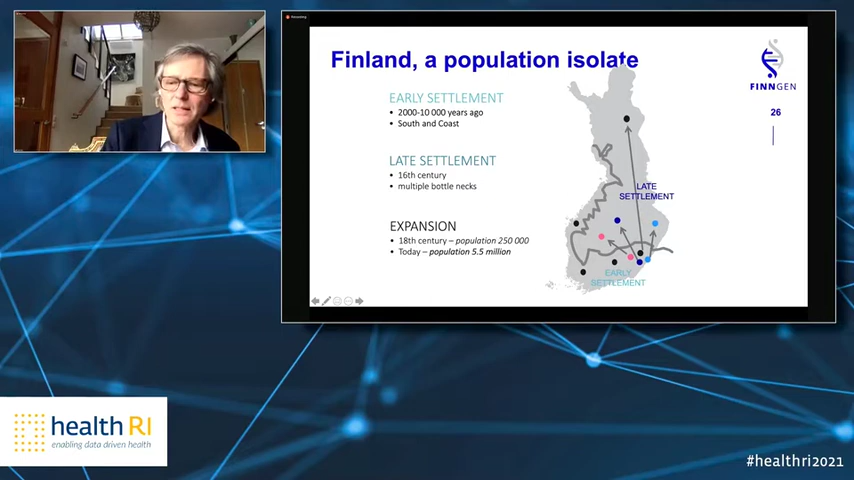 Finland, a population isolate
EARLY SETTLEMENT
• 2000-10 000 years ago
• South and Coast
LATE SETTLEMENT
• 16th century
• multiple bottle necks
EXPANSION
• 18th century – population 250 000
• Today – population 5.5 million
LATE
SETTLEMENT
EARLY
SETTLEMENT
FINNGEN
26
health RI
enabling data driven health
#healthri2021